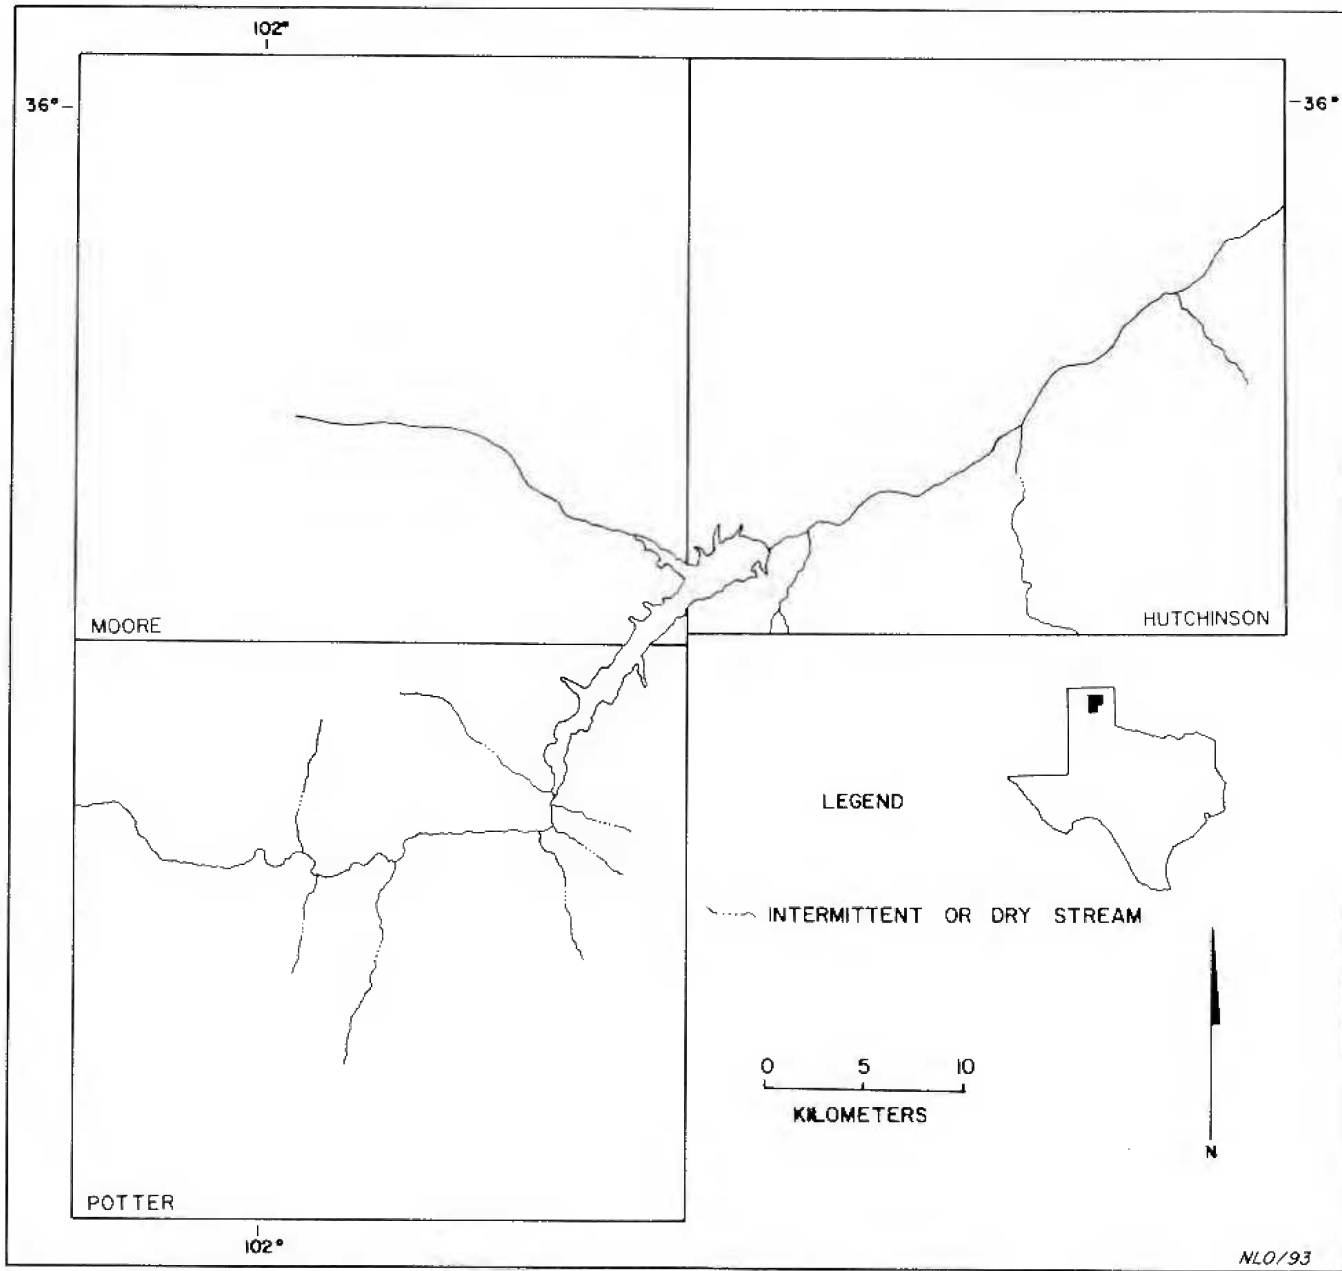 102°
36°
36°
MOORE
HUTCHINSON
LEGEND
INTERMITTENT OR DRY STREAM
0 5 10
KILOMETERS
N
POTTER
102°
NLO/93